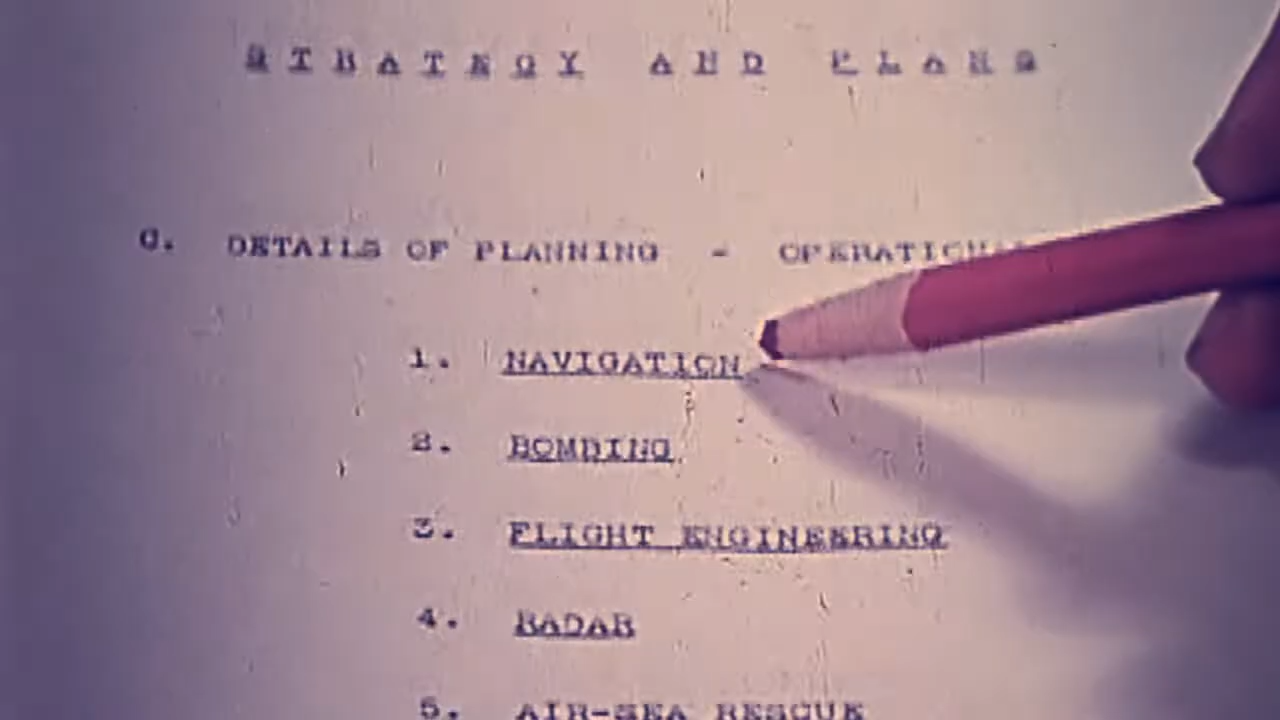 STRATEGY AND PLANS
C. DETAILS OF PLANNING - OPERATIONAL
1. NAVIGATION
2. BOMBING
3. FLIGHT ENGINEERING
4. RADAR
5. AIR-SEA RESCUE